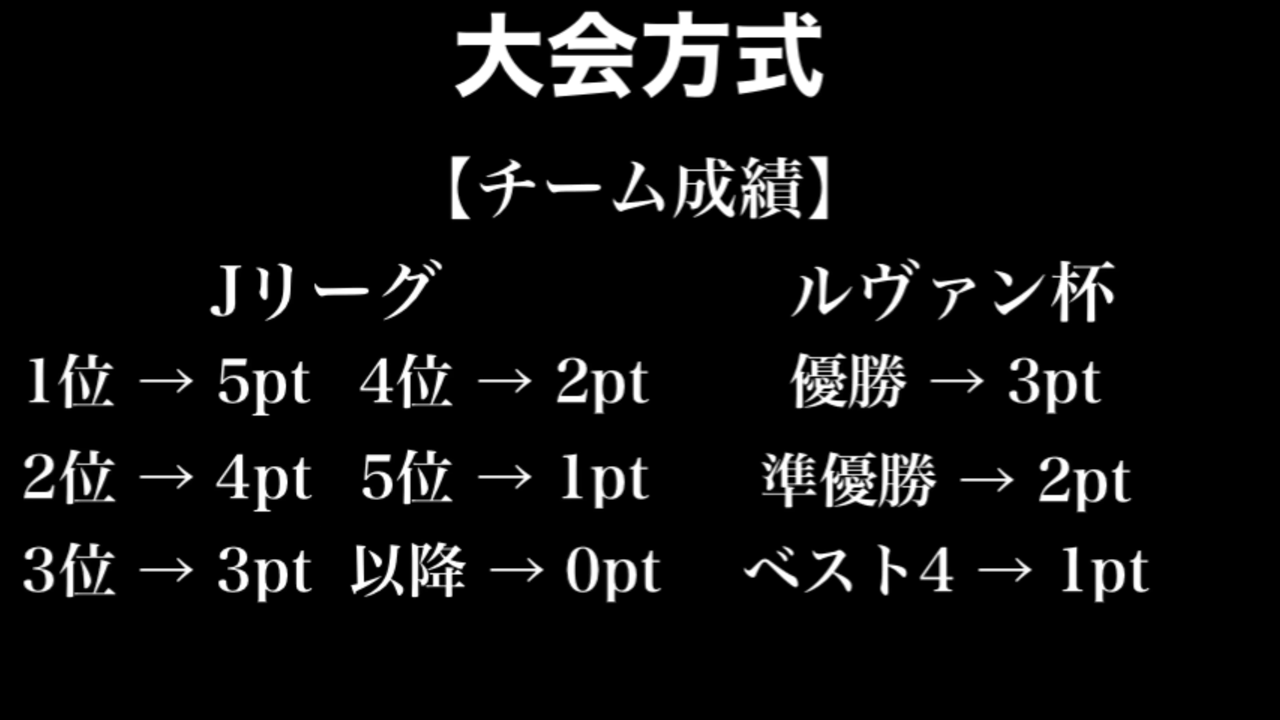 大会方式
【チーム成績】
Jリーグ ルヴァン杯
1位 → 5pt 4位 → 2pt 優勝 → 3pt
2位 → 4pt 5位 → 1pt 準優勝 → 2pt
3位 → 3pt 以降 → 0pt ベスト4 → 1pt